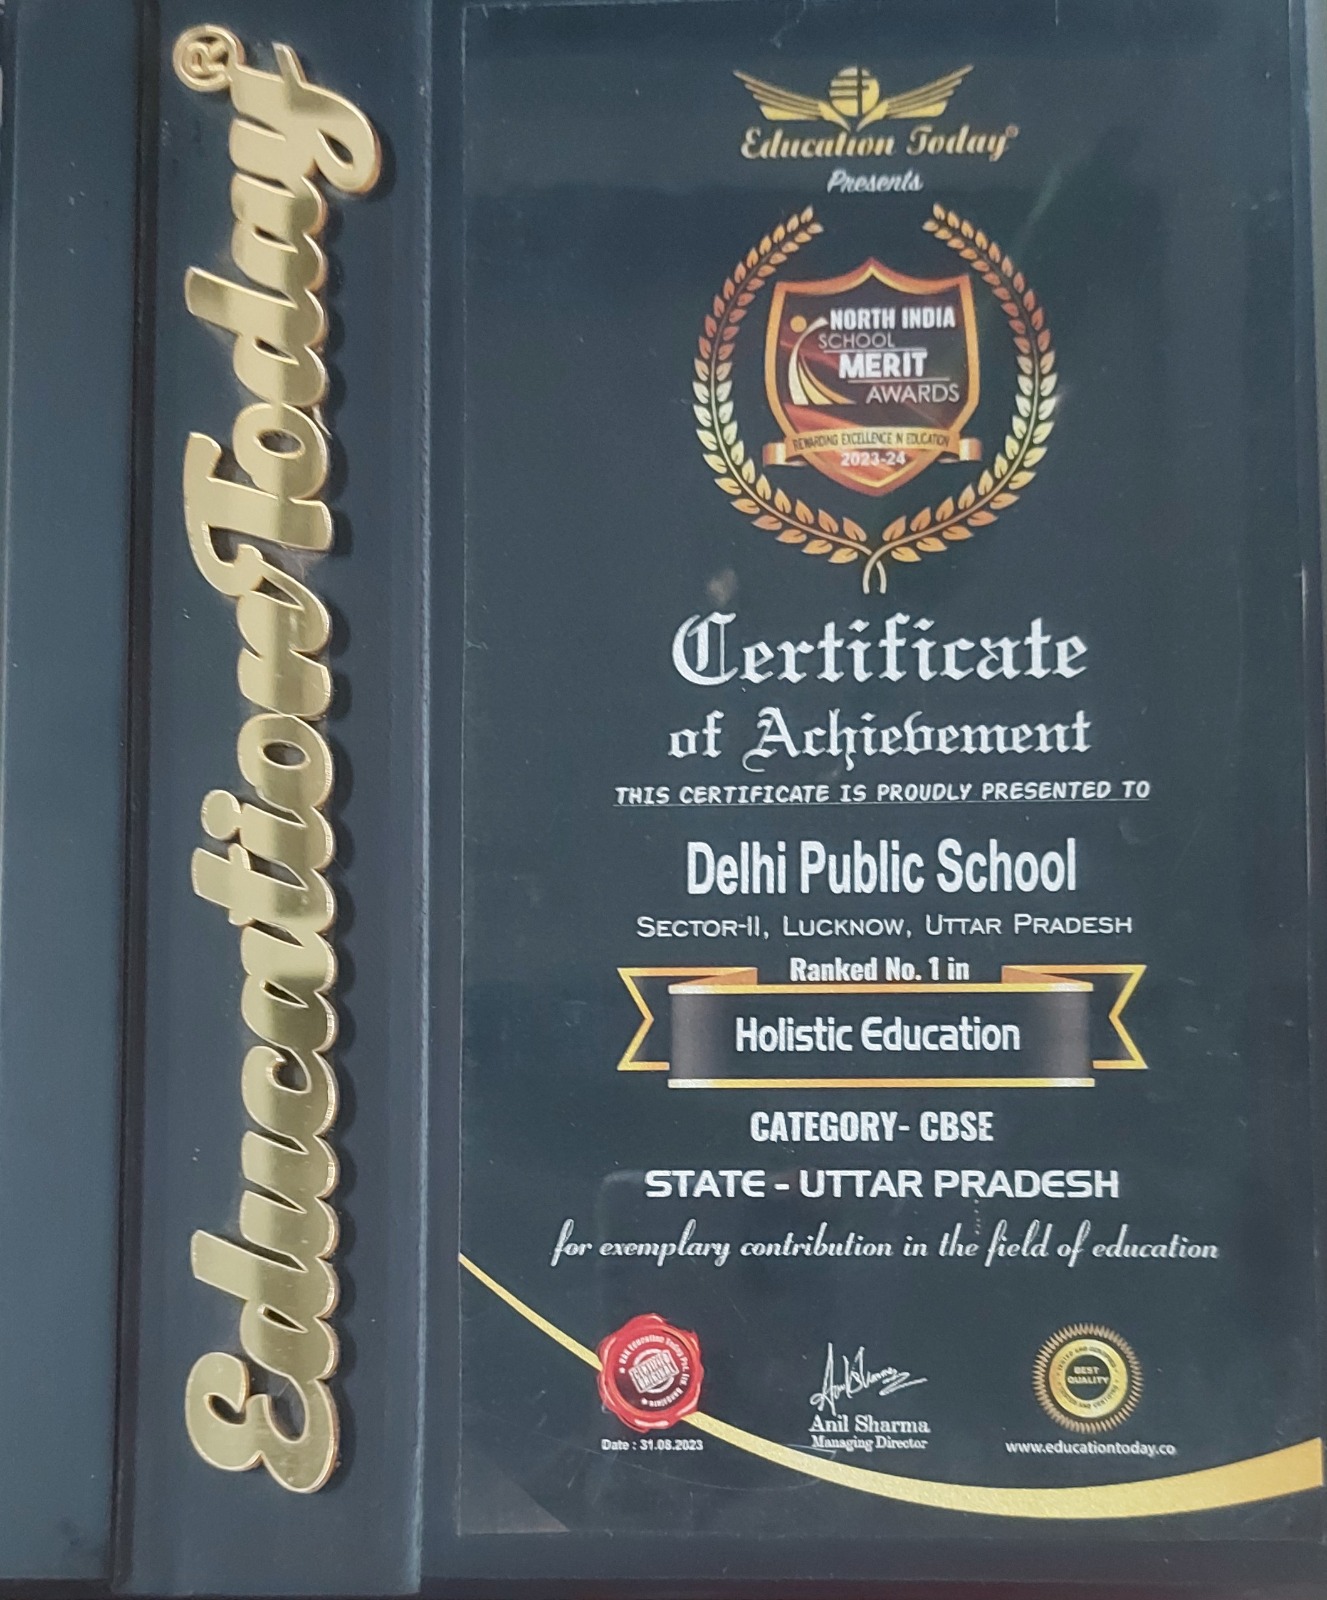 Education Today®
Education Today®
Presents
NORTH INDIA
SCHOOL
MERIT
AWARDS
REWARDING EXCELLENCE IN EDUCATION
2023-24
Certificate
of Achievement
THIS CERTIFICATE IS PROUDLY PRESENTED TO
Delhi Public School
SECTOR-II, LUCKNOW, UTTAR PRADESH
Ranked No. 1 in
Holistic Education
CATEGORY- CBSE
STATE - UTTAR PRADESH
for exemplary contribution in the field of education
Date : 31.08.2023
Anil Sharma
Managing Director
BEST
QUALITY
www.educationtoday.co